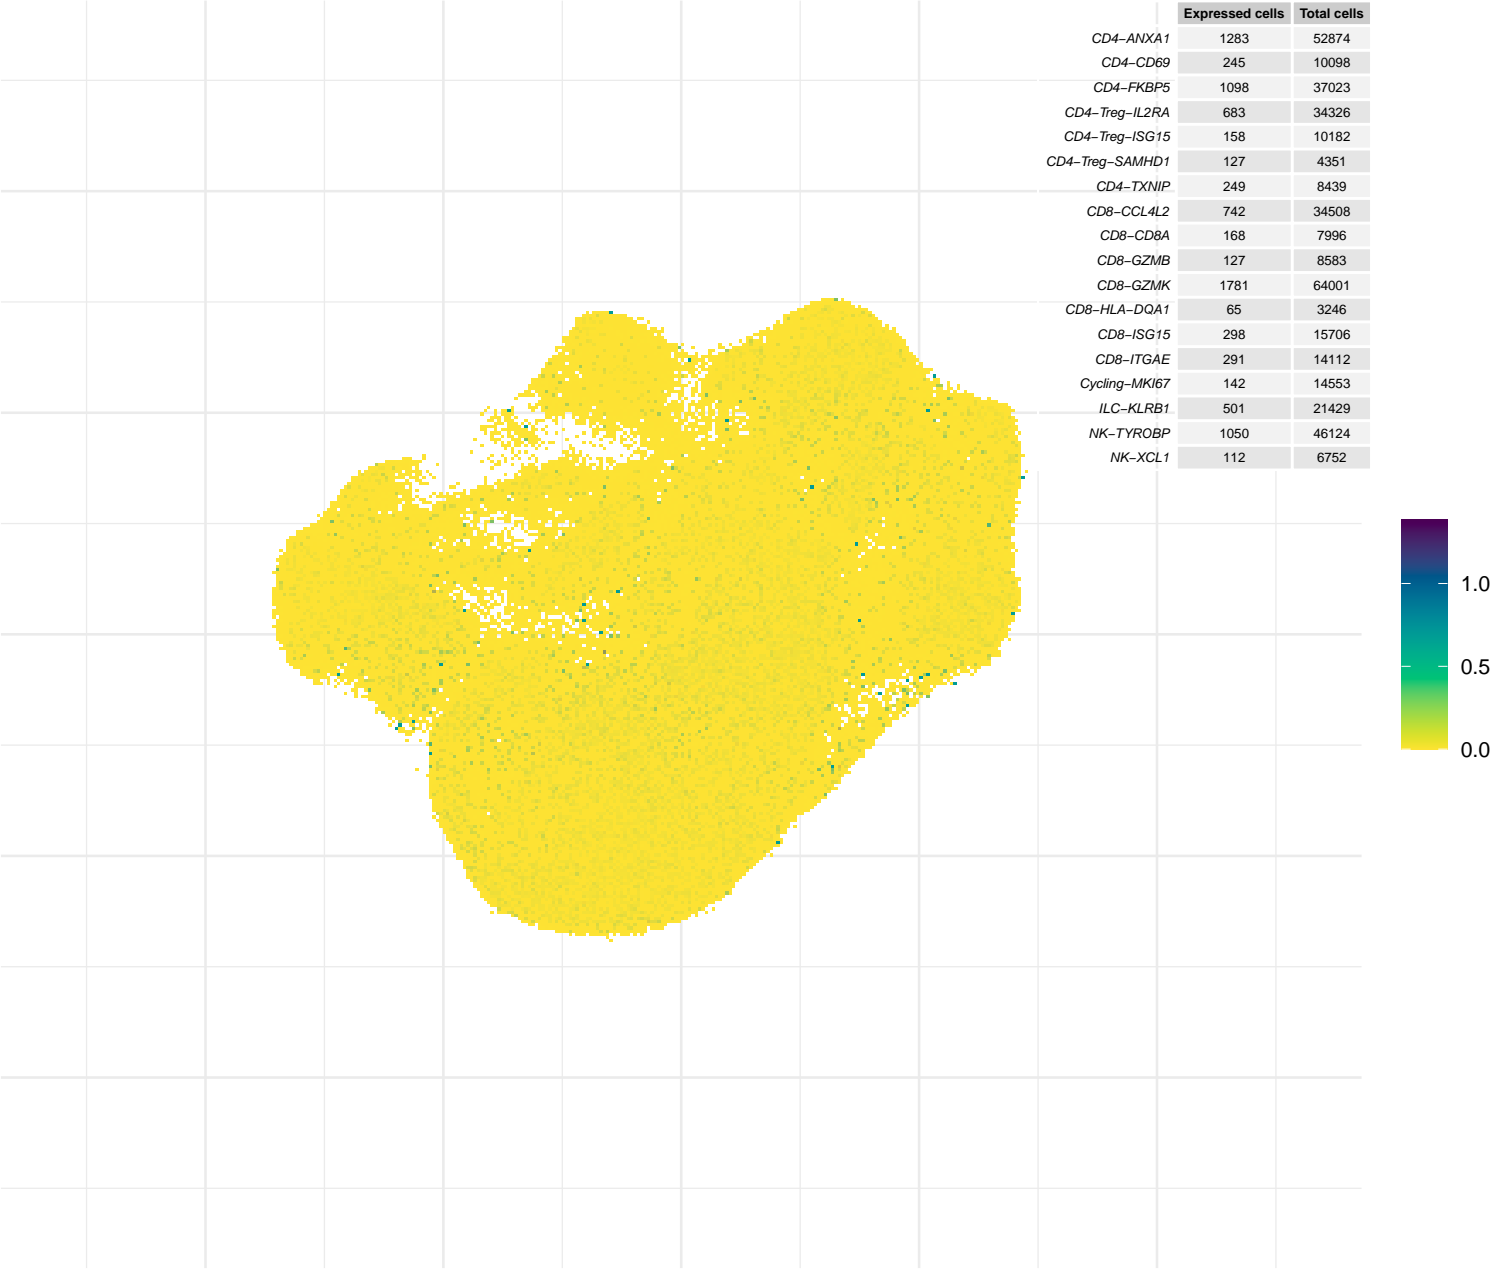 Expressed cells Total cells
CD4−ANXA1 1283 52874
CD4−CD69 245 10098
CD4−FKBP5 1098 37023
CD4−Treg−IL2RA 683 34326
CD4−Treg−ISG15 158 10182
CD4−Treg−SAMHD1 127 4351
CD4−TXNIP 249 8439
CD8−CCL4L2 742 34508
CD8−CD8A 168 7996
CD8−GZMB 127 8583
CD8−GZMK 1781 64001
CD8−HLA−DQA1 65 3246
CD8−ISG15 298 15706
CD8−ITGAE 291 14112
Cycling−MKI67 142 14553
ILC−KLRB1 501 21429
NK−TYROBP 1050 46124
NK−XCL1 112 6752
1.0
0.5
0.0